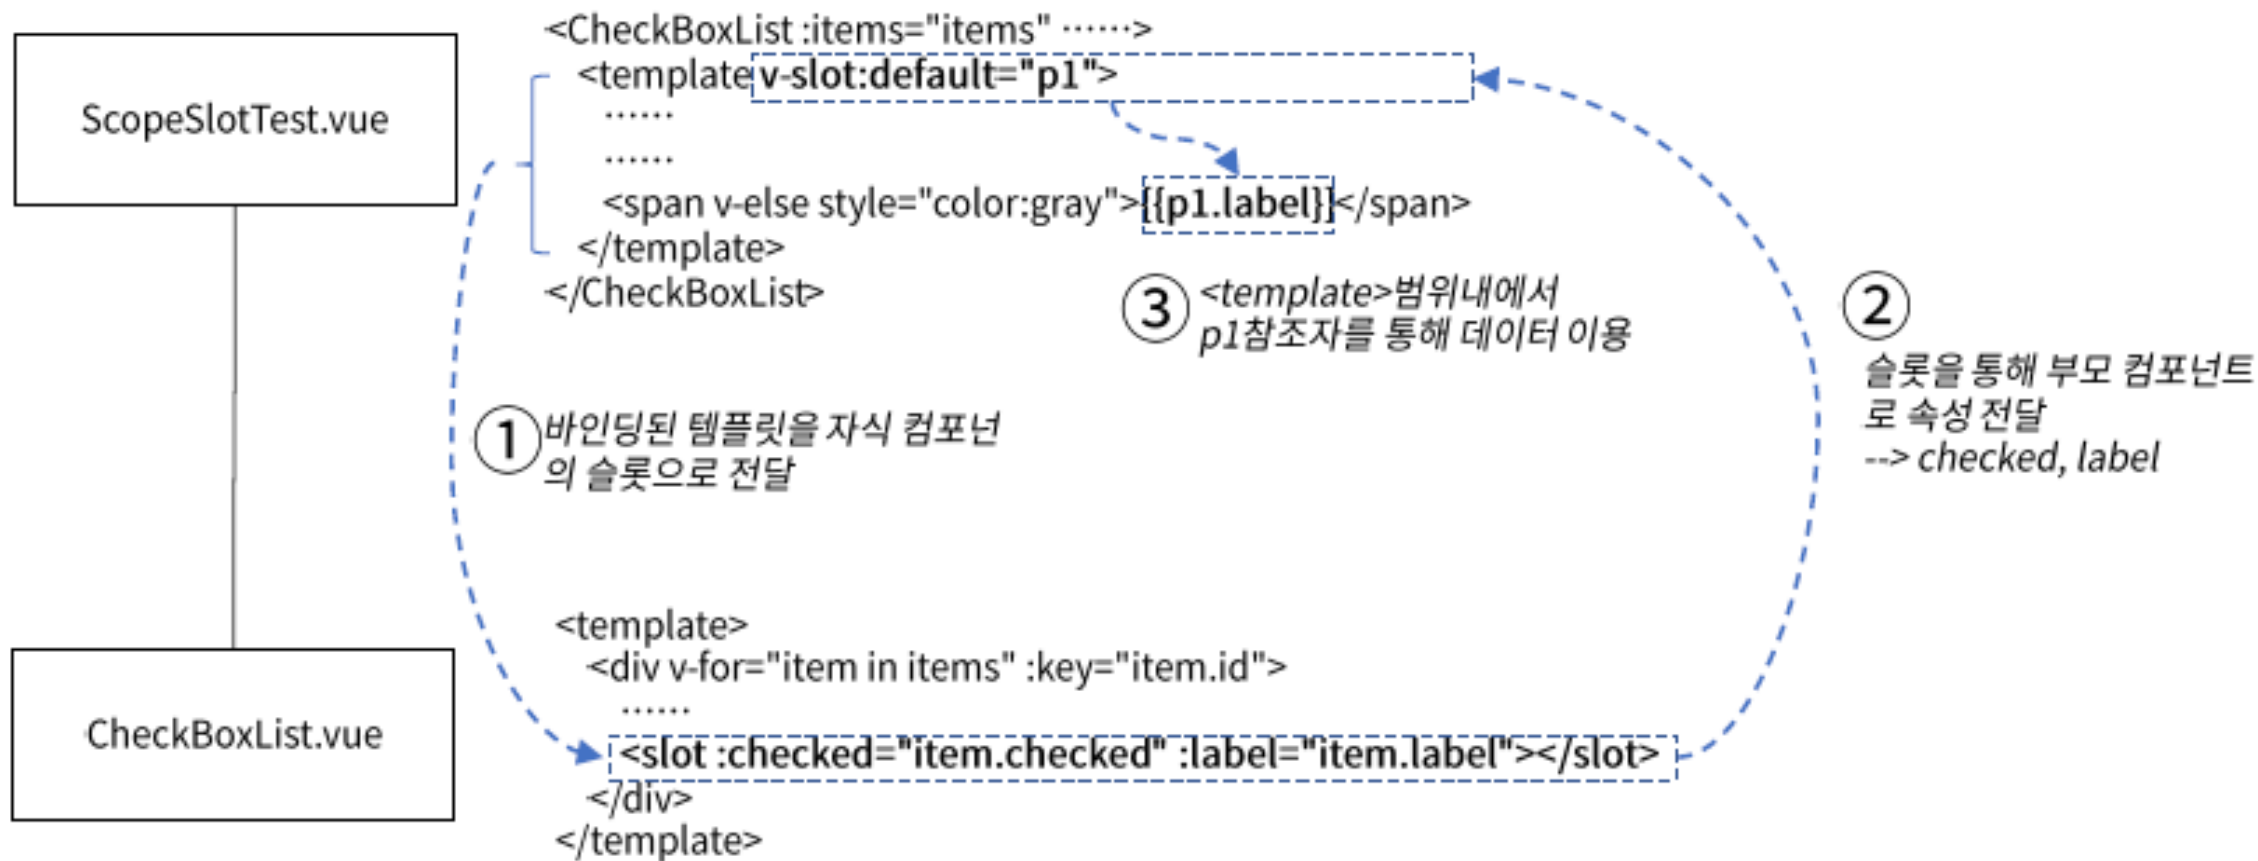 ScopeSlotTest.vue
<CheckBoxList :items="items" ······>
<template v-slot:default="p1">
······
······
<span v-else style="color:gray">{{p1.label}}</span>
</template>
</CheckBoxList>
③ <template>범위내에서
p1참조자를 통해 데이터 이용
②
슬롯을 통해 부모 컴포넌트
로 속성 전달
--> checked, label
① 바인딩된 템플릿을 자식 컴포넌
의 슬롯으로 전달
CheckBoxList.vue
<template>
<div v-for="item in items" :key="item.id">
······
<slot :checked="item.checked" :label="item.label"></slot>
</div>
</template>